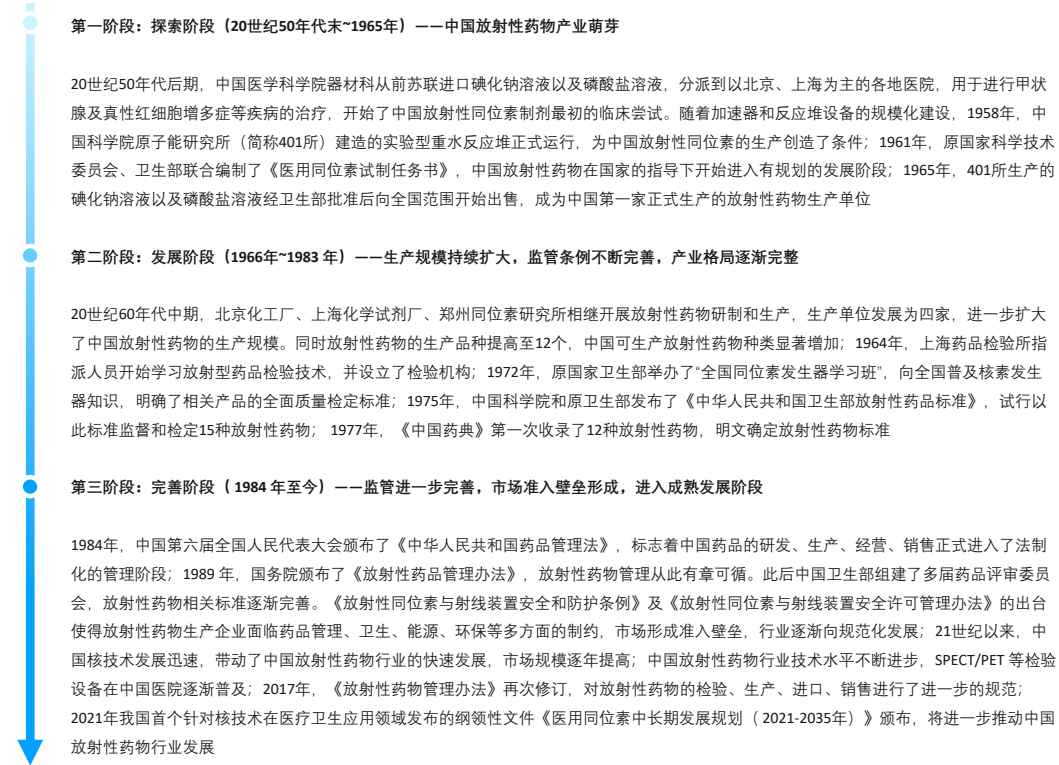 第一阶段：探索阶段（20世纪50年代末~1965年）——中国放射性药物产业萌芽
20世纪50年代后期，中国医学科学院器材科从前苏联进口碘化钠溶液以及磷酸盐溶液，分派到以北京、上海为主的各地医院，用于进行甲状
腺及真性红细胞增多症等疾病的治疗，开始了中国放射性同位素制剂最初的临床尝试。随着加速器和反应堆设备的规模化建设，1958年，中
国科学院原子能研究所（简称401所）建造的实验型重水反应堆正式运行，为中国放射性同位素的生产创造了条件；1961年，原国家科学技术
委员会、卫生部联合编制了《医用同位素试制任务书》，中国放射性药物在国家的指导下开始进入有规划的发展阶段；1965年，401所生产的
碘化钠溶液以及磷酸盐溶液经卫生部批准后向全国范围开始出售，成为中国第一家正式生产的放射性药物生产单位
第二阶段：发展阶段（1966年~1983 年）——生产规模持续扩大，监管条例不断完善，产业格局逐渐完整
20世纪60年代中期，北京化工厂、上海化学试剂厂、郑州同位素研究所相继开展放射性药物研制和生产，生产单位发展为四家，进一步扩大
了中国放射性药物的生产规模。同时放射性药物的生产品种提高至12个，中国可生产放射性药物种类显著增加；1964年，上海药品检验所指
派人员开始学习放射型药品检验技术，并设立了检验机构；1972年，原国家卫生部举办了“全国同位素发生器学习班”，向全国普及核素发生
器知识，明确了相关产品的全面质量检定标准；1975年，中国科学院和原卫生部发布了《中华人民共和国卫生部放射性药品标准》，试行以
此标准监督和检定15种放射性药物； 1977年，《中国药典》第一次收录了12种放射性药物，明文确定放射性药物标准
第三阶段：完善阶段（ 1984 年至今）——监管进一步完善，市场准入壁垒形成，进入成熟发展阶段
1984年，中国第六届全国人民代表大会颁布了《中华人民共和国药品管理法》，标志着中国药品的研发、生产、经营、销售正式进入了法制
化的管理阶段；1989 年，国务院颁布了《放射性药品管理办法》，放射性药物管理从此有章可循。此后中国卫生部组建了多届药品评审委员
会，放射性药物相关标准逐渐完善。《放射性同位素与射线装置安全和防护条例》及《放射性同位素与射线装置安全许可管理办法》的出台
使得放射性药物生产企业面临药品管理、卫生、能源、环保等多方面的制约，市场形成准入壁垒，行业逐渐向规范化发展；21世纪以来，中
国核技术发展迅速，带动了中国放射性药物行业的快速发展，市场规模逐年提高；中国放射性药物行业技术水平不断进步，SPECT/PET 等检验
设备在中国医院逐渐普及；2017年，《放射性药物管理办法》再次修订，对放射性药物的检验、生产、进口、销售进行了进一步的规范；
2021年我国首个针对核技术在医疗卫生应用领域发布的纲领性文件《医用同位素中长期发展规划（ 2021-2035年）》颁布，将进一步推动中国
放射性药物行业发展